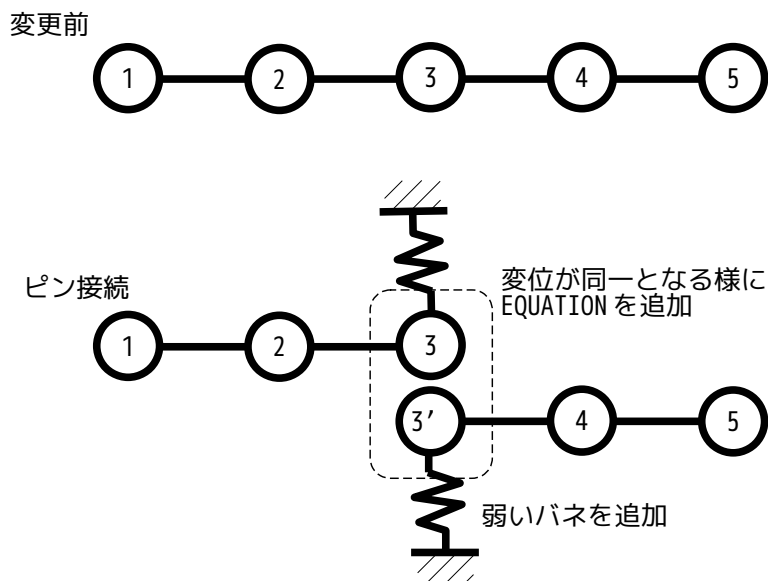 変更前
1 2 3 4 5
ピン接続
変位が同一となる様に
EQUATIONを追加
1 2 3
3' 4 5
弱いバネを追加